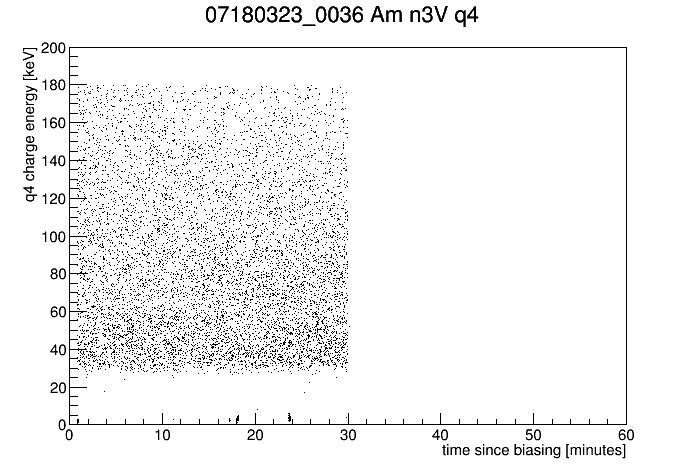 07180323_0036 Am n3V q4
q4 charge energy [keV]
200
180
160
140
120
100
80
60
40
20
0
0 10 20 30 40 50 60
time since biasing [minutes]